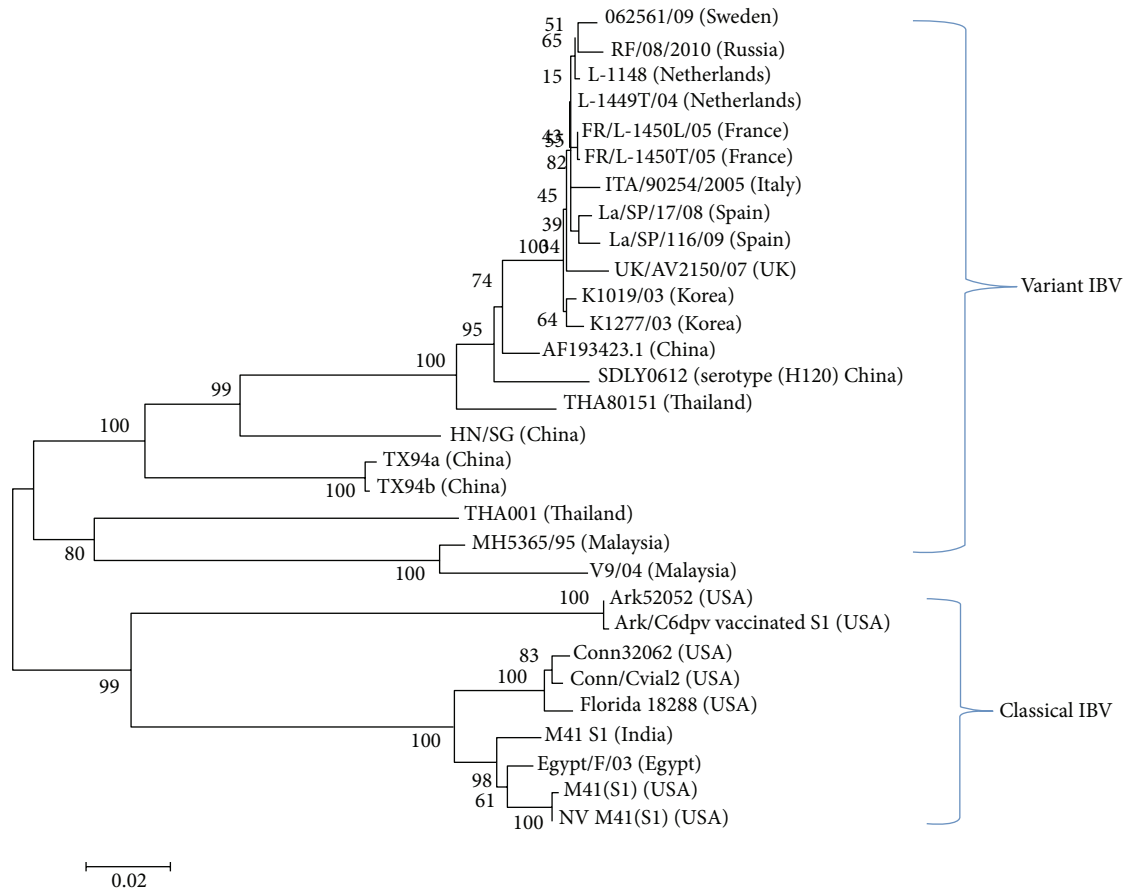 51
062561/09 (Sweden)
65
RF/08/2010 (Russia)
15
L-1148 (Netherlands)
L-1449T/04 (Netherlands)
43
55
FR/L-1450L/05 (France)
82
FR/L-1450T/05 (France)
45
ITA/90254/2005 (Italy)
La/SP/17/08 (Spain)
39
La/SP/116/09 (Spain)
100
34
UK/AV2150/07 (UK)
74
Variant IBV
K1019/03 (Korea)
64
K1277/03 (Korea)
95
AF193423.1 (China)
100
SDLY0612 (serotype (H120) China)
99
THA80151 (Thailand)
100
HN/SG (China)
TX94a (China)
100
TX94b (China)
THA001 (Thailand)
80
MH5365/95 (Malaysia)
100
V9/04 (Malaysia)
100
Ark52052 (USA)
Ark/C6dpv vaccinated S1 (USA)
83
Conn32062 (USA)
100
Conn/Cvial2 (USA)
99
Florida 18288 (USA)
Classical IBV
100
M41 S1 (India)
Egypt/F/03 (Egypt)
98
M41(S1) (USA)
61
100
NV M41(S1) (USA)
0.02